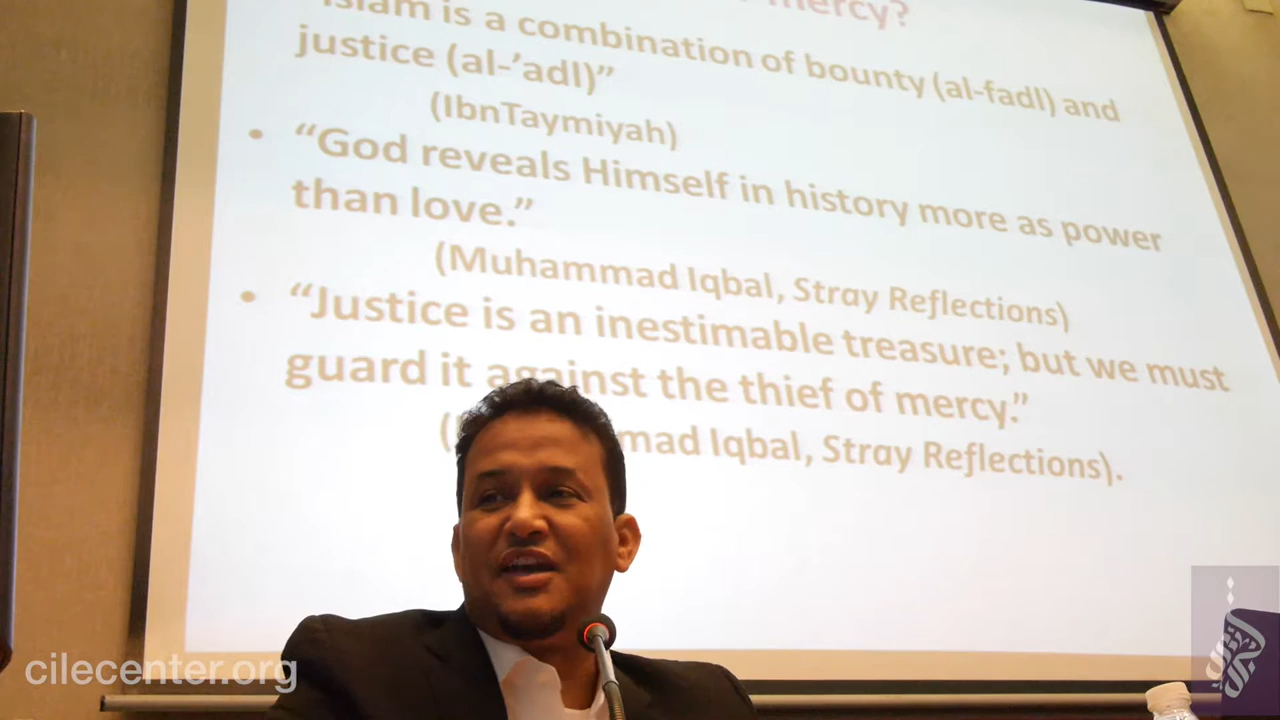 mercy?
"Islam is a combination of bounty (al-fadl) and
justice (al-'adl)"
(IbnTaymiyah)
• "God reveals Himself in history more as power
than love."
(Muhammad Iqbal, Stray Reflections)
• "Justice is an inestimable treasure; but we must
guard it against the thief of mercy."
mmad Iqbal, Stray Reflections).
cilecenter.org